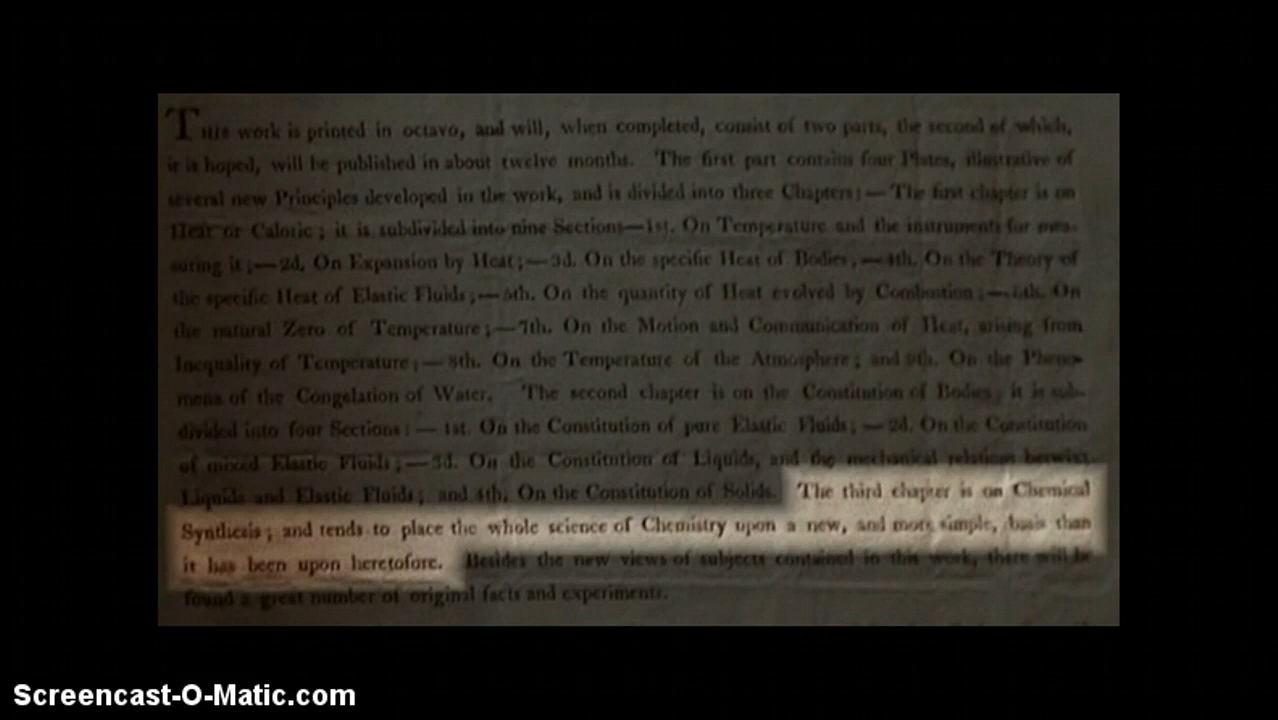 THIS work is printed in octavo, and will, when completed, consist of two parts, the second of which,
it is hoped, will be published in about twelve months. The first part contains four Plates, illustrative of
several new Principles developed in the work, and is divided into three Chapters:—The first chapter is on
Heat or Caloric; it is subdivided into nine Sections—1st. On Temperature and the instruments for mea-
suring it;—2d. On Expansion by Heat;—3d. On the specific Heat of Bodies;—4th. On the Theory of
the specific Heat of Elastic Fluids;—5th. On the quantity of Heat evolved by Combustion;—6th. On
the natural Zero of Temperature;—7th. On the Motion and Communication of Heat, arising from
Inequality of Temperature;—8th. On the Temperature of the Atmosphere; and 9th. On the Pheno-
mena of the Congelation of Water. The second chapter is on the Constitution of Bodies; it is sub-
divided into four Sections:—1st. On the Constitution of pure Elastic Fluids;—2d. On the Constitution
of mixed Elastic Fluids;—3d. On the Constitution of Liquids, and the mechanical relations betwixt
Liquids and Elastic Fluids; and 4th. On the Constitution of Solids. The third chapter is on Chemical
Synthesis; and tends to place the whole science of Chemistry upon a new, and more simple, basis than
it has been upon heretofore. Besides the new views of subjects contained in this work, there will be
found a great number of original facts and experiments.
Screencast-O-Matic.com